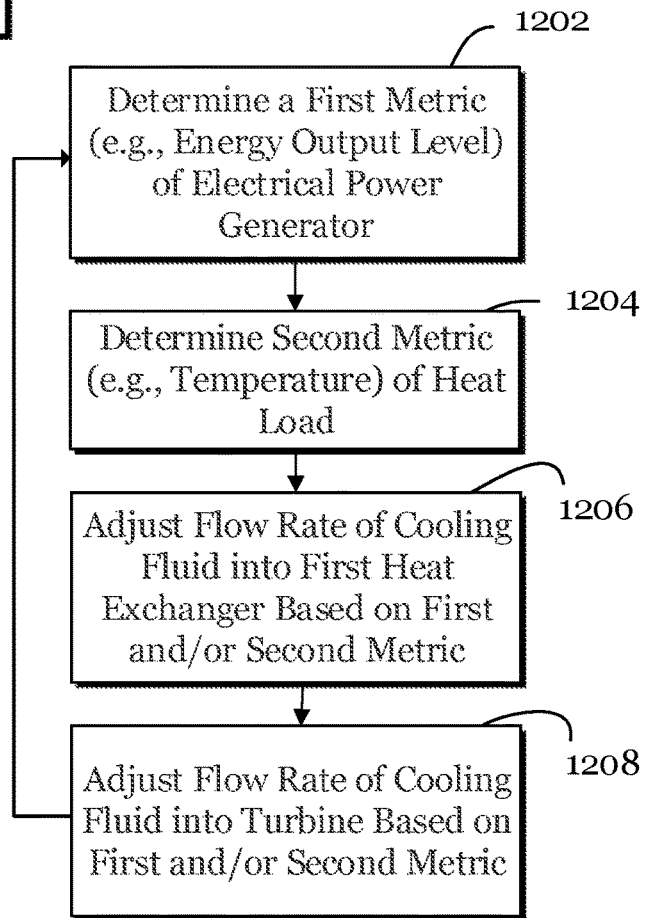 1202
Determine a First Metric
(e.g., Energy Output Level)
of Electrical Power
Generator
1204
Determine Second Metric
(e.g., Temperature) of Heat
Load
1206
Adjust Flow Rate of Cooling
Fluid into First Heat
Exchanger Based on First
and/or Second Metric
1208
Adjust Flow Rate of Cooling
Fluid into Turbine Based on
First and/or Second Metric